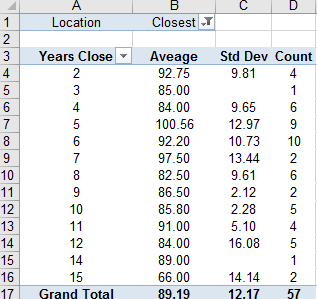 A B C D
1 Location Closest
2
3 Years Close Aveage Std Dev Count
4 2 92.75 9.81 4
5 3 85.00 1
6 4 84.00 9.65 6
7 5 100.56 12.97 9
8 6 92.20 10.73 10
9 7 97.50 13.44 2
10 8 82.50 9.61 6
11 9 86.50 2.12 2
12 10 85.80 2.28 5
13 11 91.00 5.10 4
14 12 84.00 16.08 5
15 14 89.00 1
16 15 66.00 14.14 2
17 Grand Total 89.19 12.17 57